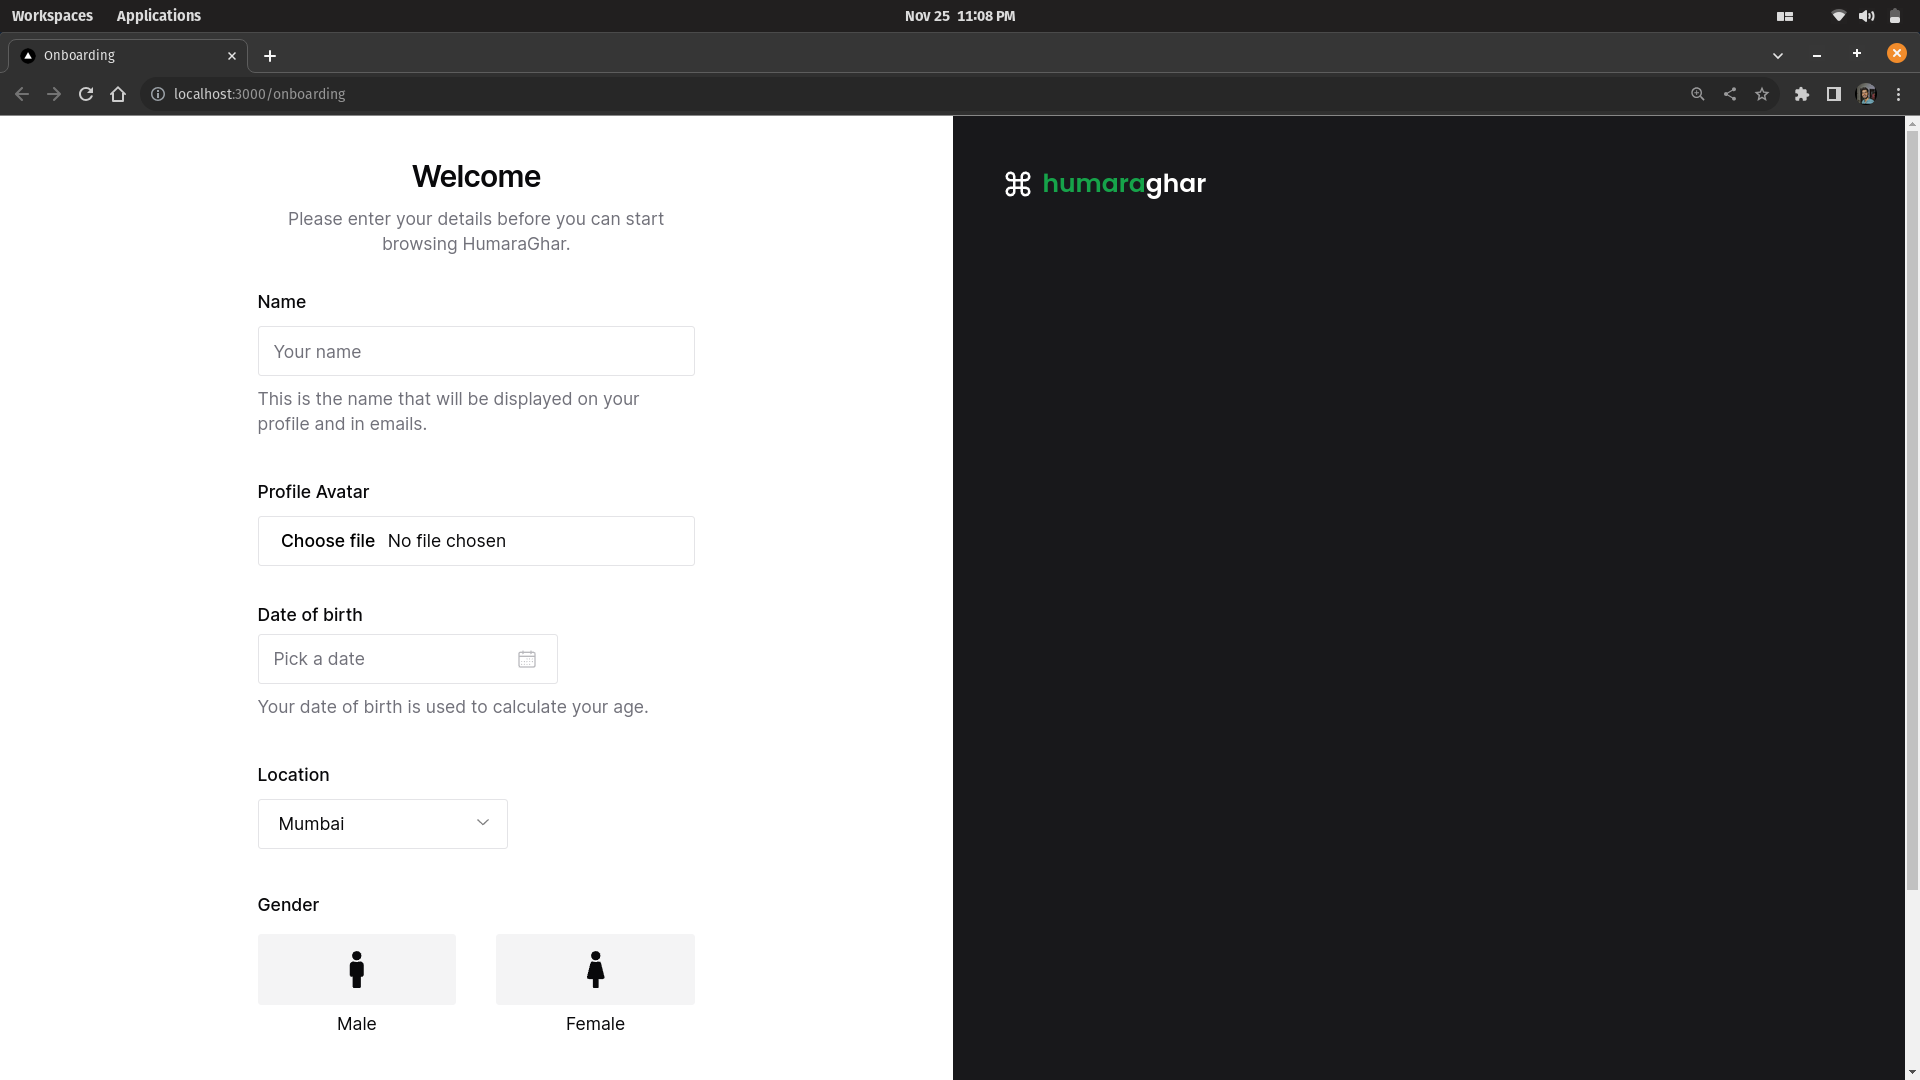 Workspaces Applications Nov 25 11:08 PM
Onboarding
localhost:3000/onboarding
Welcome
Please enter your details before you can start
browsing HumaraGhar.
Name
Your name
This is the name that will be displayed on your
profile and in emails.
Profile Avatar
Choose file No file chosen
Date of birth
Pick a date
Your date of birth is used to calculate your age.
Location
Mumbai
Gender
Male Female
humaraghar